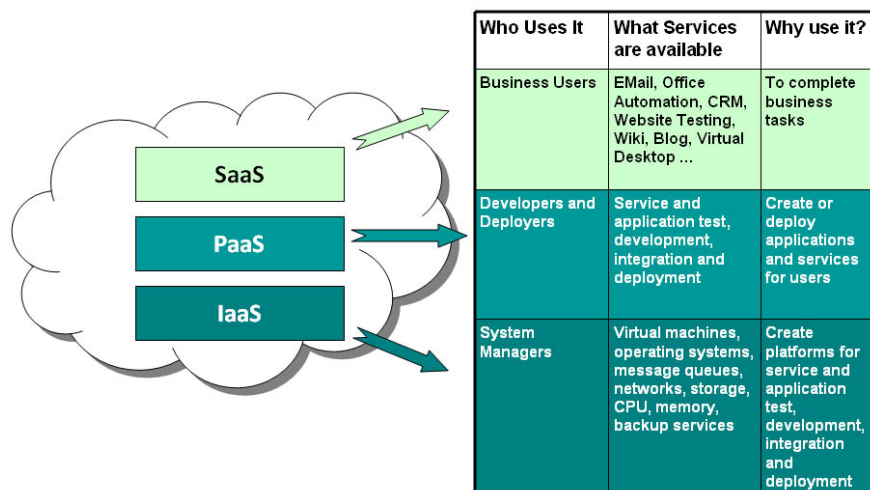 SaaS
PaaS
IaaS
Who Uses It
What Services
are available
Why use it?
Business Users
EMail, Office
Automation, CRM,
Website Testing,
Wiki, Blog, Virtual
Desktop ...
To complete
business
tasks
Developers and
Deployers
Service and
application test,
development,
integration and
deployment
Create or
deploy
applications
and services
for users
System
Managers
Virtual machines,
operating systems,
message queues,
networks, storage,
CPU, memory,
backup services
Create
platforms for
service and
application
test,
development,
integration
and
deployment